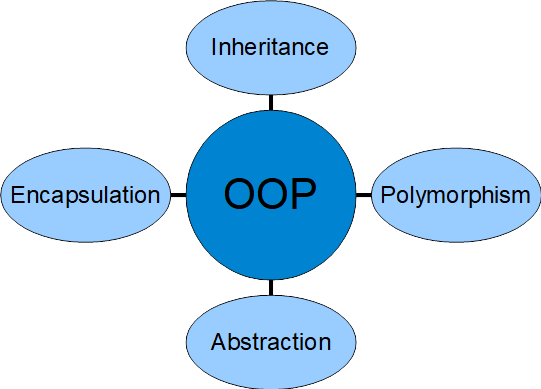 Inheritance
Encapsulation
OOP
Polymorphism
Abstraction